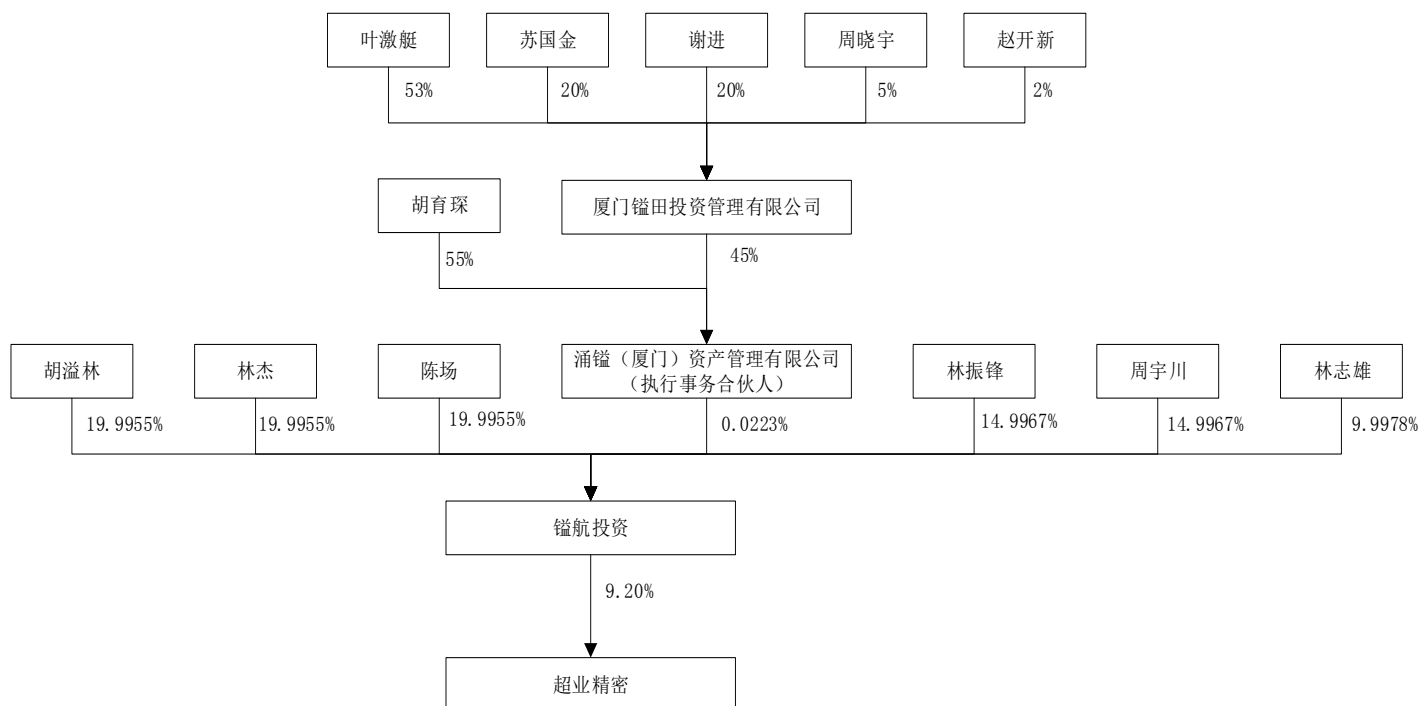 叶激艇
苏国金
谢进
周晓宇
赵开新
53%
20%
20%
5%
2%
胡育琛
厦门镒田投资管理有限公司
55%
45%
胡溢林
林杰
陈场
涌镒（厦门）资产管理有限公司
（执行事务合伙人）
林振锋
周宇川
林志雄
19.9955%
19.9955%
19.9955%
0.0223%
14.9967%
14.9967%
9.9978%
镒航投资
9.20%
超业精密